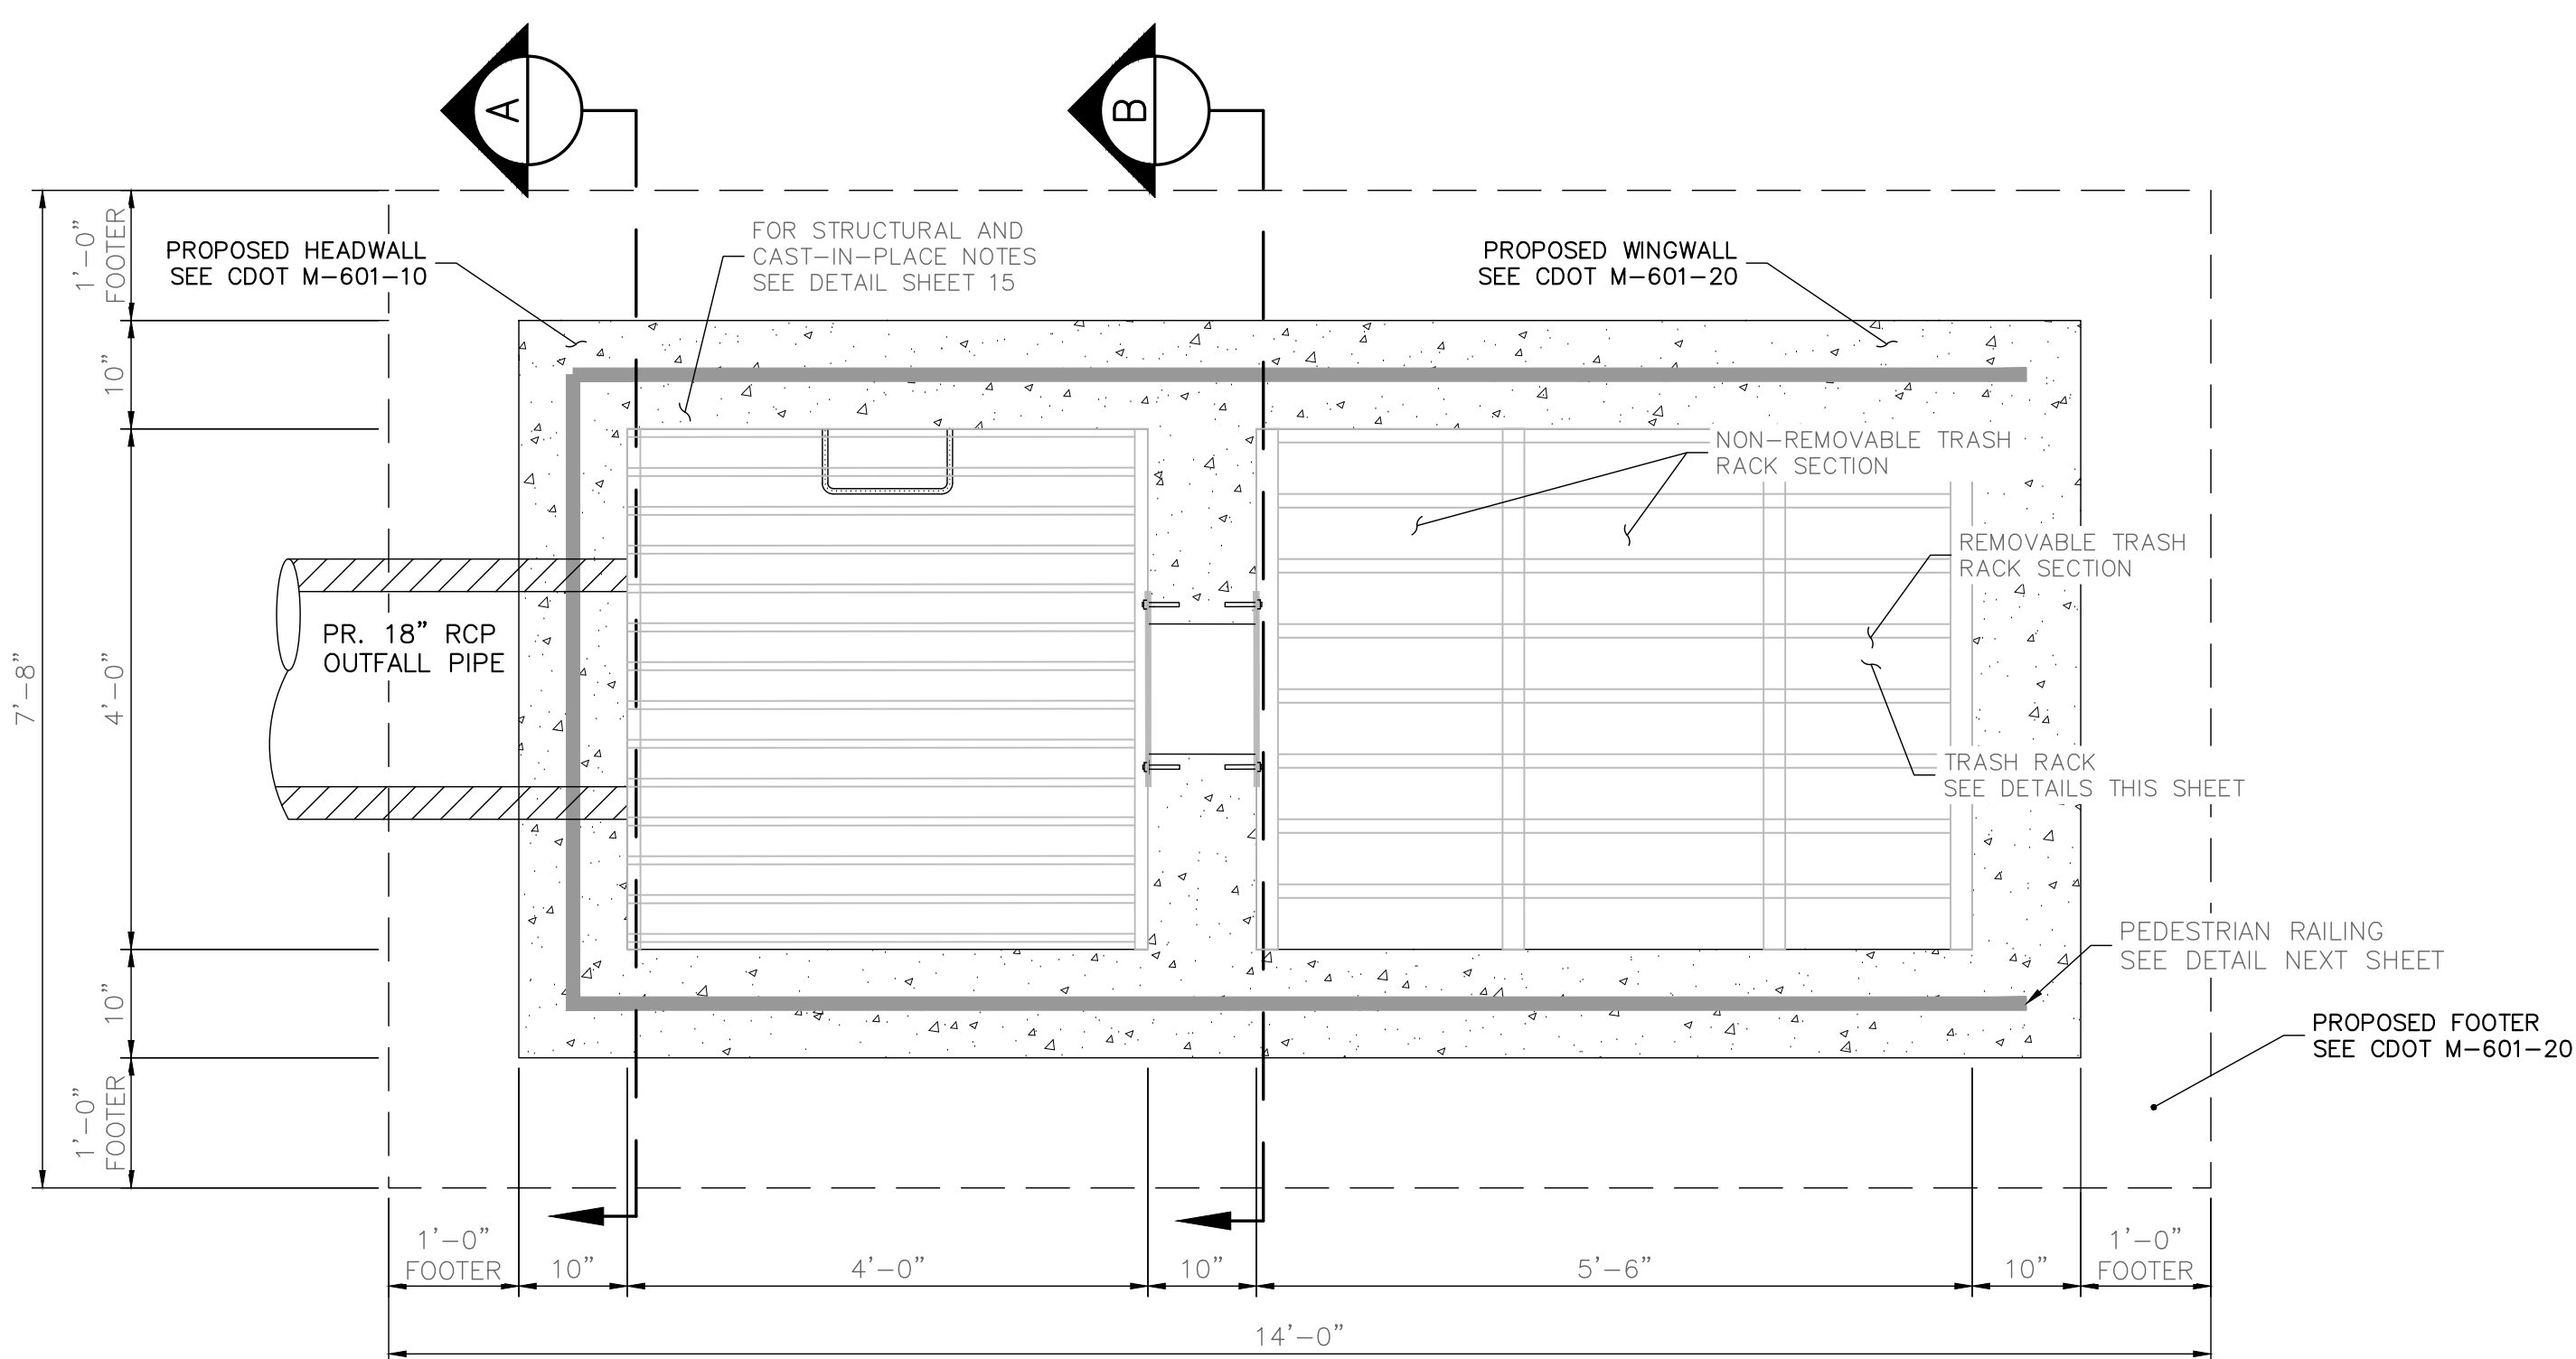 A
B
1'-0"
FOOTER
PROPOSED HEADWALL
SEE CDOT M-601-10
FOR STRUCTURAL AND
CAST-IN-PLACE NOTES
SEE DETAIL SHEET 15
PROPOSED WINGWALL
SEE CDOT M-601-20
10"
NON-REMOVABLE TRASH
RACK SECTION
REMOVABLE TRASH
RACK SECTION
PR. 18" RCP
OUTFALL PIPE
7'-8"
4'-0"
TRASH RACK
SEE DETAILS THIS SHEET
PEDESTRIAN RAILING
SEE DETAIL NEXT SHEET
10"
PROPOSED FOOTER
SEE CDOT M-601-20
1'-0"
FOOTER
1'-0"
FOOTER
10"
4'-0"
10"
5'-6"
10"
1'-0"
FOOTER
14'-0"